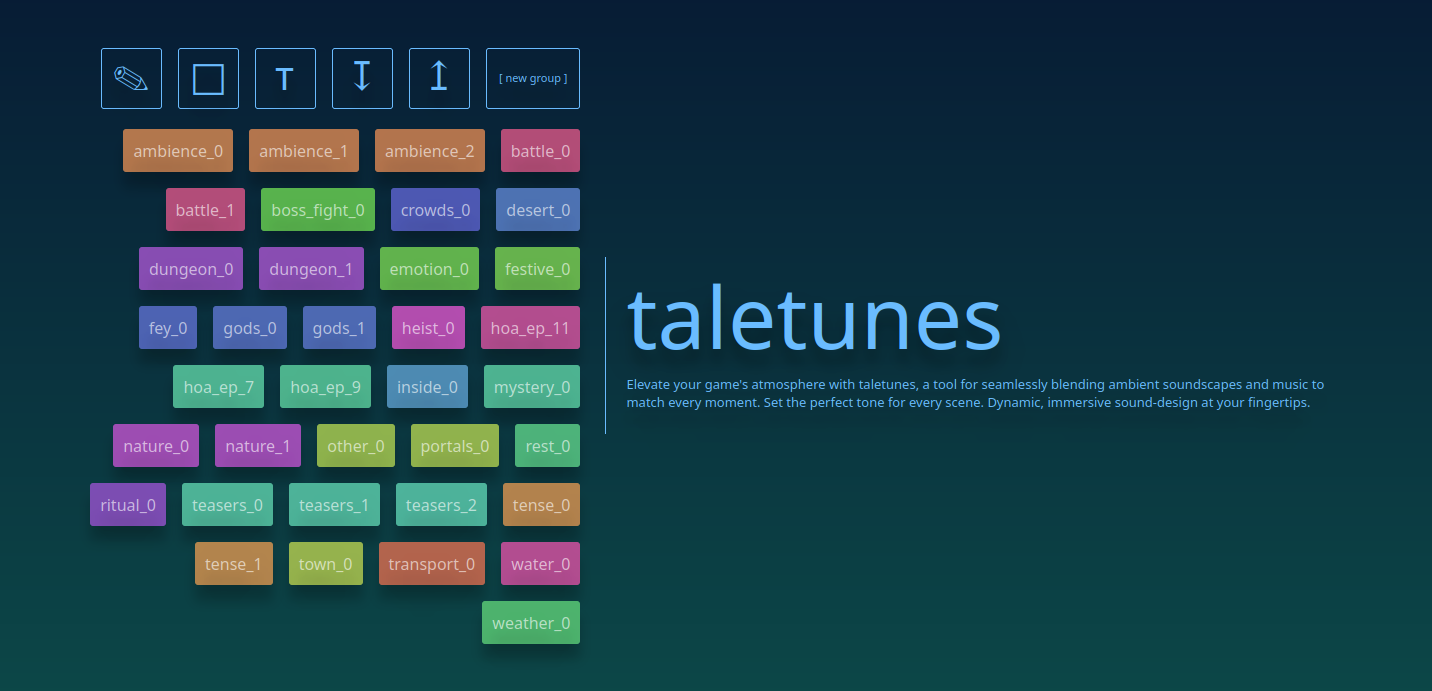 T
[ new group ]
ambience_0 ambience_1 ambience_2 battle_0
battle_1 boss_fight_0 crowds_0 desert_0
dungeon_0 dungeon_1 emotion_0 festive_0
fey_0 gods_0 gods_1 heist_0 hoa_ep_11
hoa_ep_7 hoa_ep_9 inside_0 mystery_0
nature_0 nature_1 other_0 portals_0 rest_0
ritual_0 teasers_0 teasers_1 teasers_2 tense_0
tense_1 town_0 transport_0 water_0
weather_0
taletunes
Elevate your game's atmosphere with taletunes, a tool for seamlessly blending ambient soundscapes and music to
match every moment. Set the perfect tone for every scene. Dynamic, immersive sound-design at your fingertips.